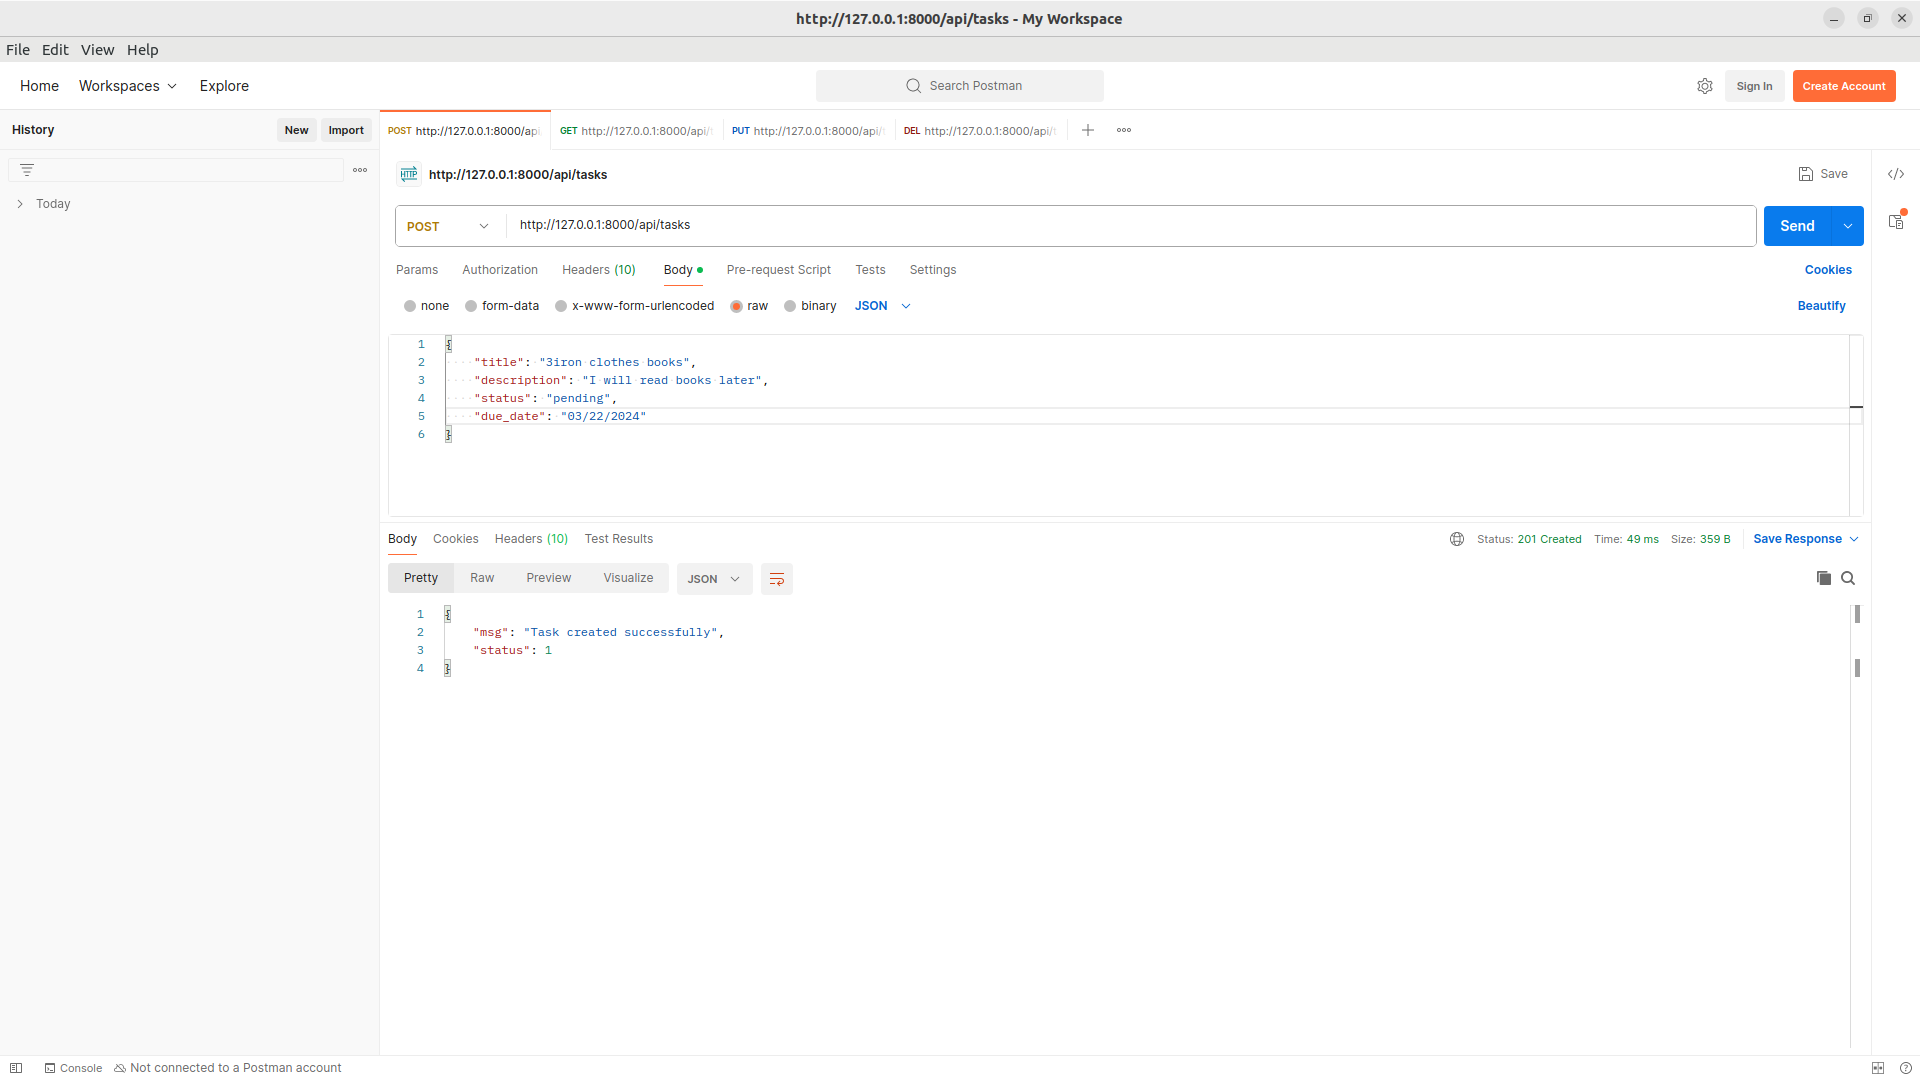 http://127.0.0.1:8000/api/tasks - My Workspace
File Edit View Help
Home Workspaces Explore
Search Postman
Sign In
Create Account
History
New
Import
POST http://127.0.0.1:8000/api
GET http://127.0.0.1:8000/api/
PUT http://127.0.0.1:8000/api/
DEL http://127.0.0.1:8000/api/
Today
HTTP
http://127.0.0.1:8000/api/tasks
Save
</>
POST
http://127.0.0.1:8000/api/tasks
Send
Params Authorization Headers (10) Body Pre-request Script Tests Settings
Cookies
none form-data x-www-form-urlencoded raw binary JSON
Beautify
1 {
2 "title": "3iron clothes books",
3 "description": "I will read books later",
4 "status": "pending",
5 "due_date": "03/22/2024"
6 }
Body Cookies Headers (10) Test Results
Status: 201 Created Time: 49 ms Size: 359 B
Save Response
Pretty Raw Preview Visualize
JSON
1 {
2 "msg": "Task created successfully",
3 "status": 1
4 }
Console
Not connected to a Postman account